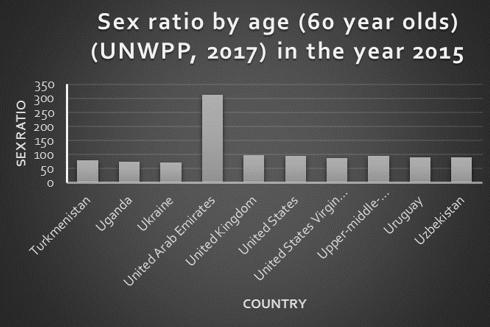 Sex ratio by age (60 year olds)
(UNWPP, 2017) in the year 2015
350
300
250
200
150
100
50
0
SEX RATIO
Turkmenistan
Uganda
Ukraine
United Arab Emirates
United Kingdom
United States
United States Virgin...
Upper-middle-...
Uruguay
Uzbekistan
COUNTRY